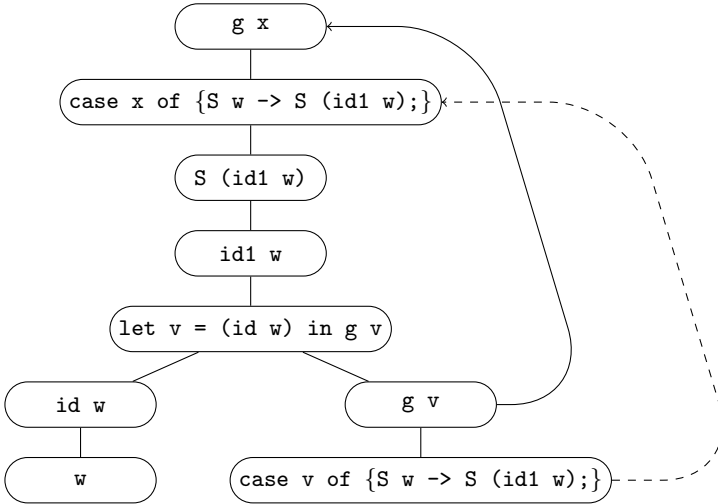 g x
case x of {S w -> S (id1 w);}
S (id1 w)
id1 w
let v = (id w) in g v
id w
g v
w
case v of {S w -> S (id1 w);}